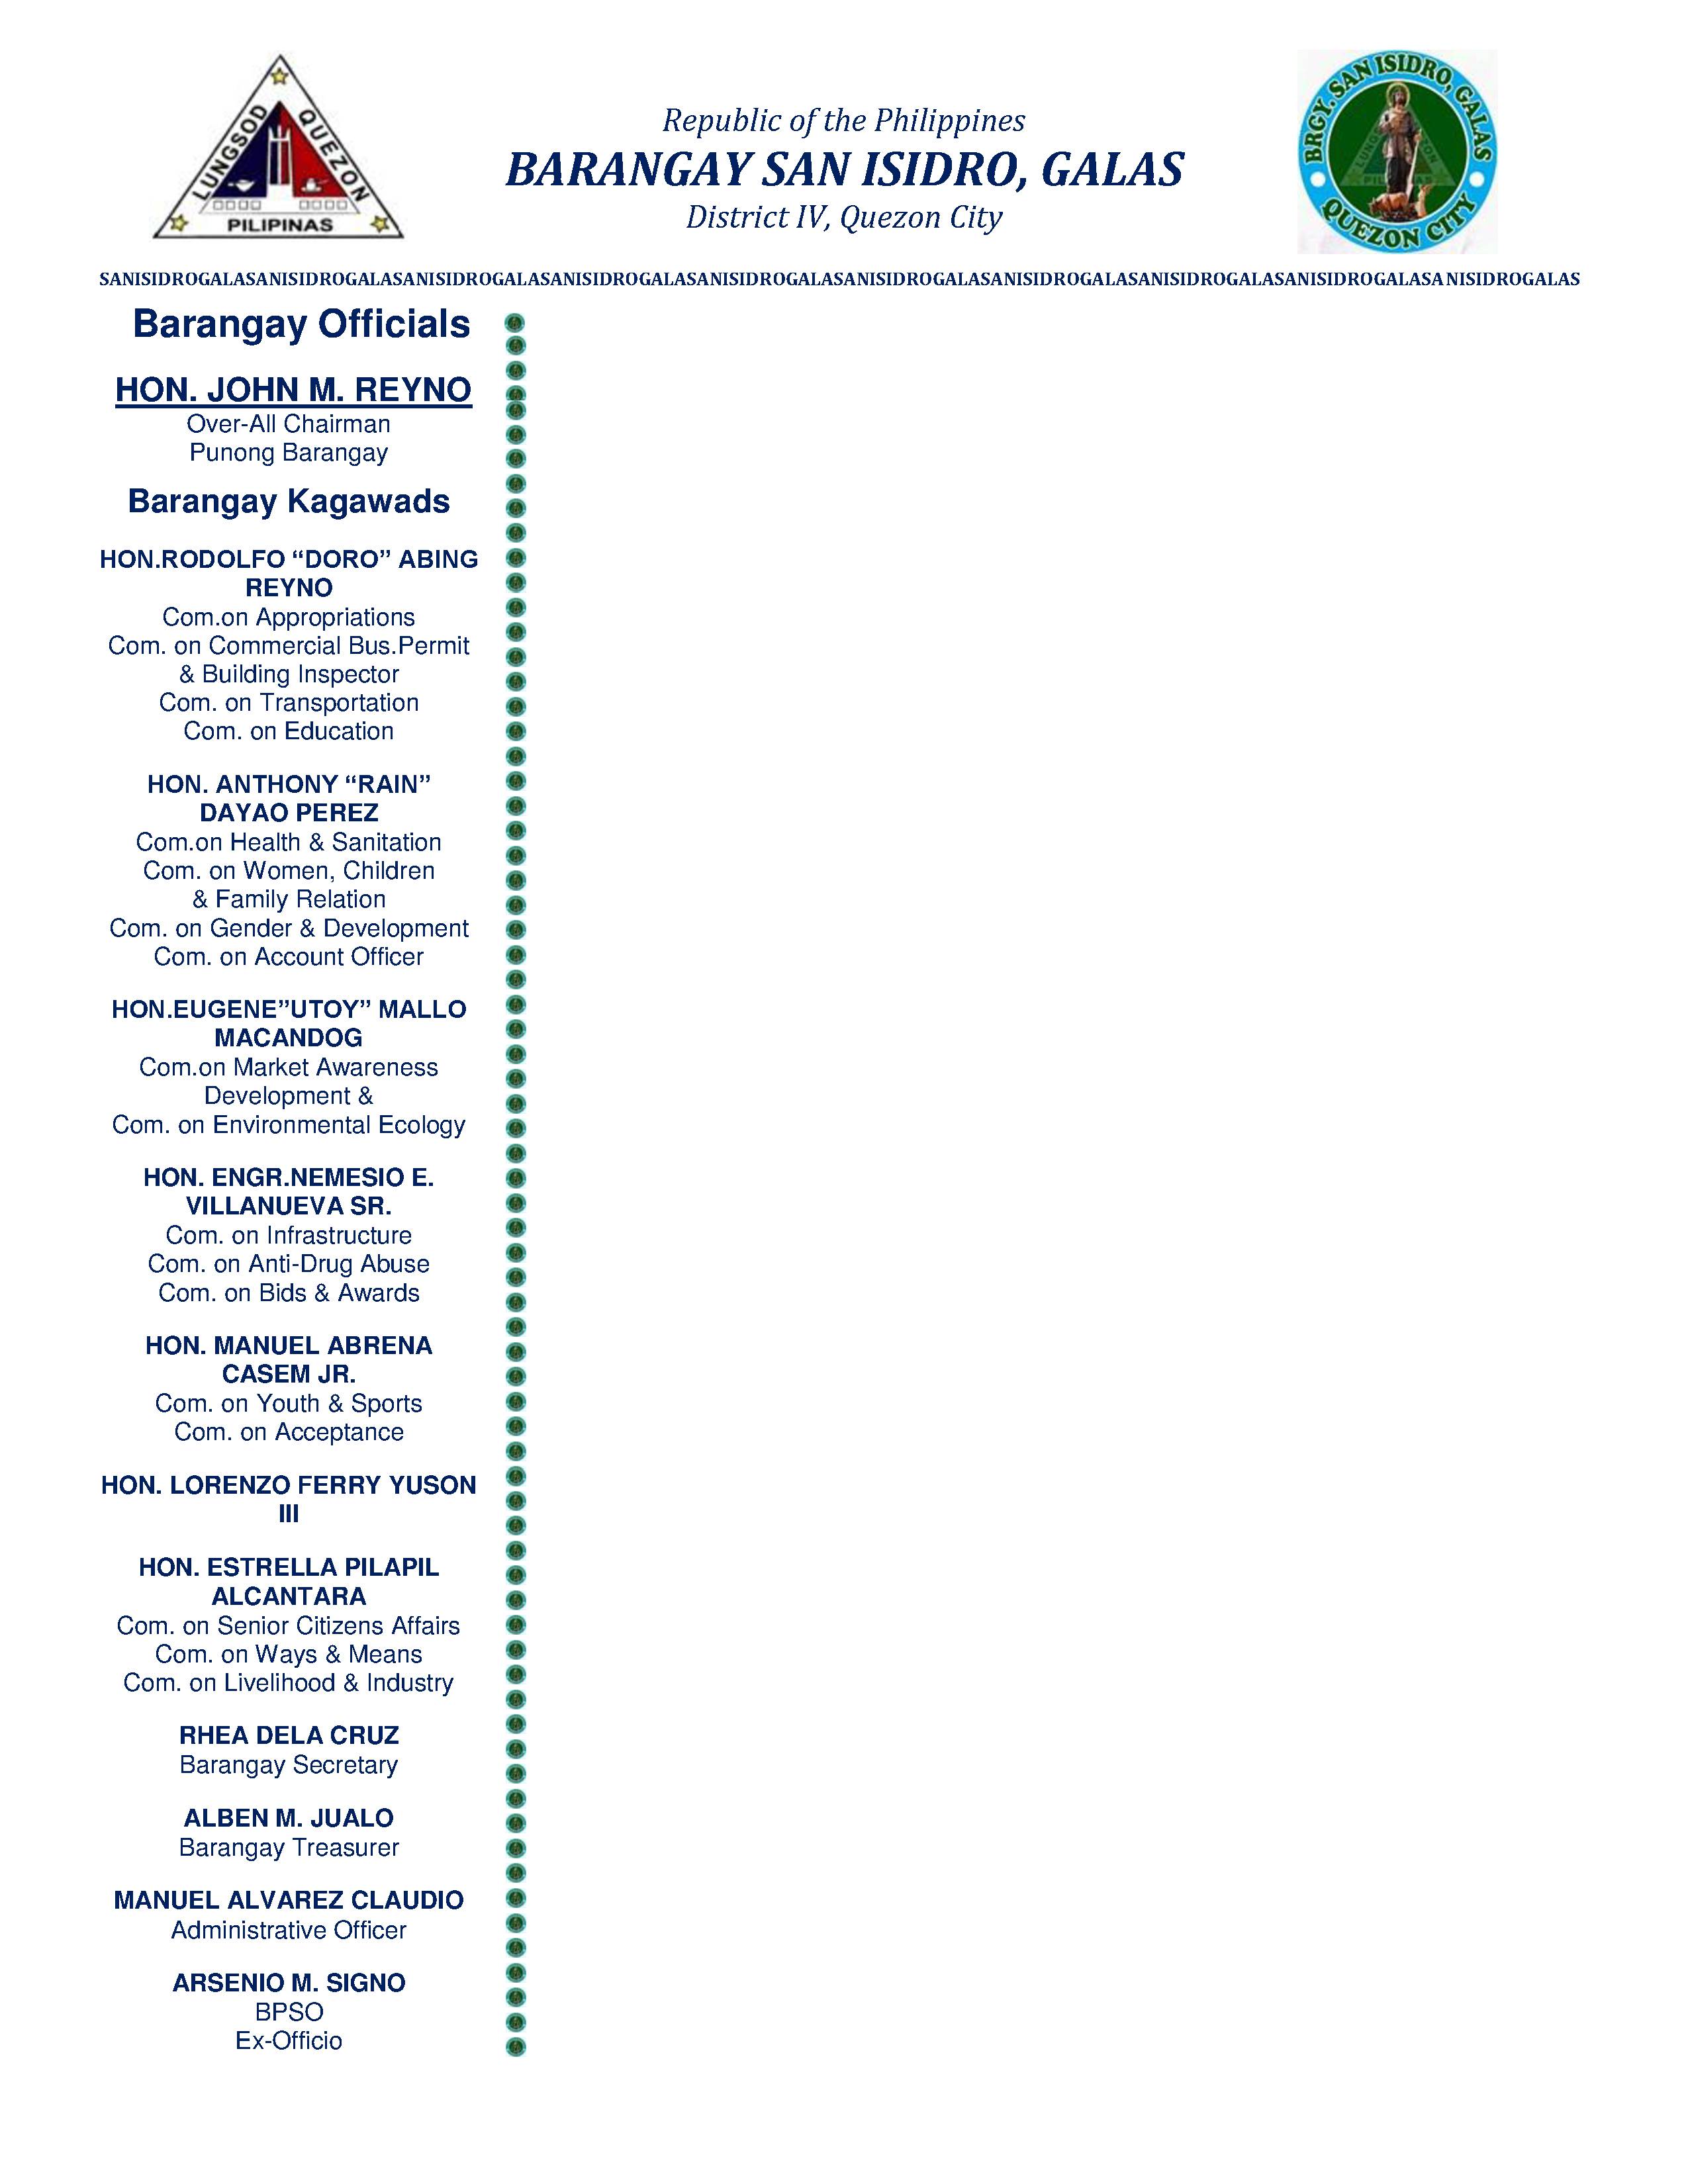 LUNGSOD QUEZON
PILIPINAS
Republic of the Philippines
BARANGAY SAN ISIDRO, GALAS
District IV, Quezon City
BRGY. SAN ISIDRO, GALAS
QUEZON CITY
SANISIDROGALASANISIDROGALASANISIDROGALASANISIDROGALASANISIDROGALASANISIDROGALASANISIDROGALASANISIDROGALASANISIDROGALASANISIDROGALAS
Barangay Officials
HON. JOHN M. REYNO
Over-All Chairman
Punong Barangay
Barangay Kagawads
HON.RODOLFO “DORO” ABING
REYNO
Com.on Appropriations
Com. on Commercial Bus.Permit
& Building Inspector
Com. on Transportation
Com. on Education
HON. ANTHONY “RAIN”
DAYAO PEREZ
Com.on Health & Sanitation
Com. on Women, Children
& Family Relation
Com. on Gender & Development
Com. on Account Officer
HON.EUGENE”UTOY” MALLO
MACANDOG
Com.on Market Awareness
Development &
Com. on Environmental Ecology
HON. ENGR.NEMESIO E.
VILLANUEVA SR.
Com. on Infrastructure
Com. on Anti-Drug Abuse
Com. on Bids & Awards
HON. MANUEL ABRENA
CASEM JR.
Com. on Youth & Sports
Com. on Acceptance
HON. LORENZO FERRY YUSON
III
HON. ESTRELLA PILAPIL
ALCANTARA
Com. on Senior Citizens Affairs
Com. on Ways & Means
Com. on Livelihood & Industry
RHEA DELA CRUZ
Barangay Secretary
ALBEN M. JUALO
Barangay Treasurer
MANUEL ALVAREZ CLAUDIO
Administrative Officer
ARSENIO M. SIGNO
BPSO
Ex-Officio